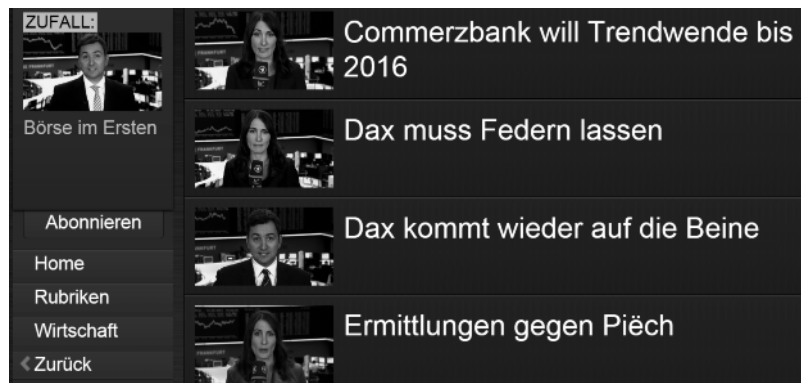 ZUFALL:
Börse im Ersten
Abonnieren
Home
Rubriken
Wirtschaft
Zurück
Commerzbank will Trendwende bis
2016
Dax muss Federn lassen
Dax kommt wieder auf die Beine
Ermittlungen gegen Piëch